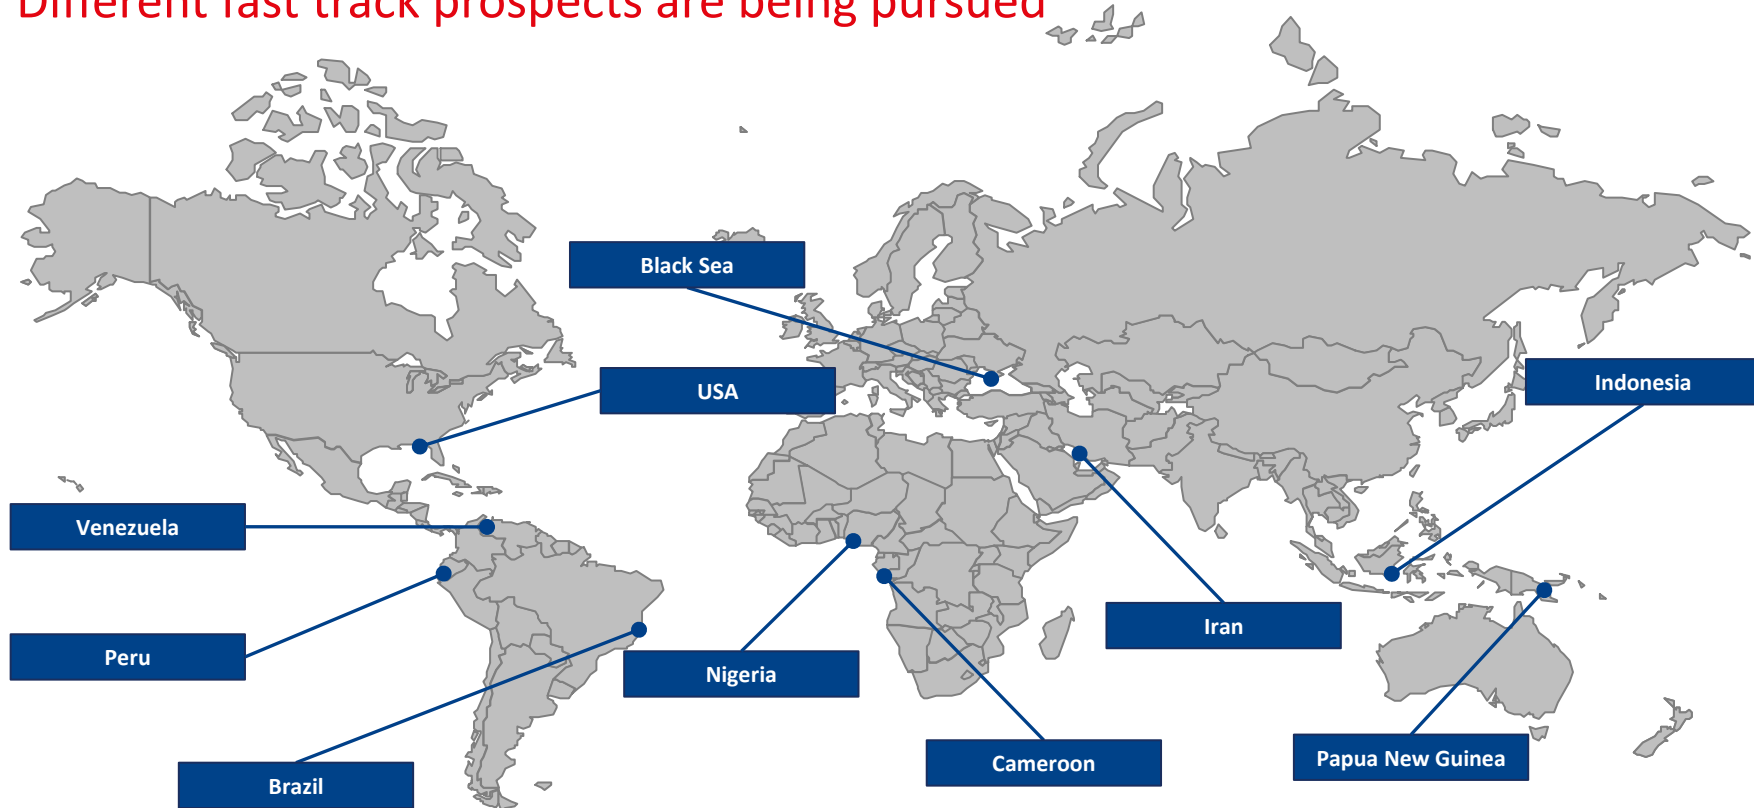 Different fast track prospects are being pursued
Black Sea
USA
Indonesia
Venezuela
Iran
Peru
Nigeria
Cameroon
Papua New Guinea
Brazil